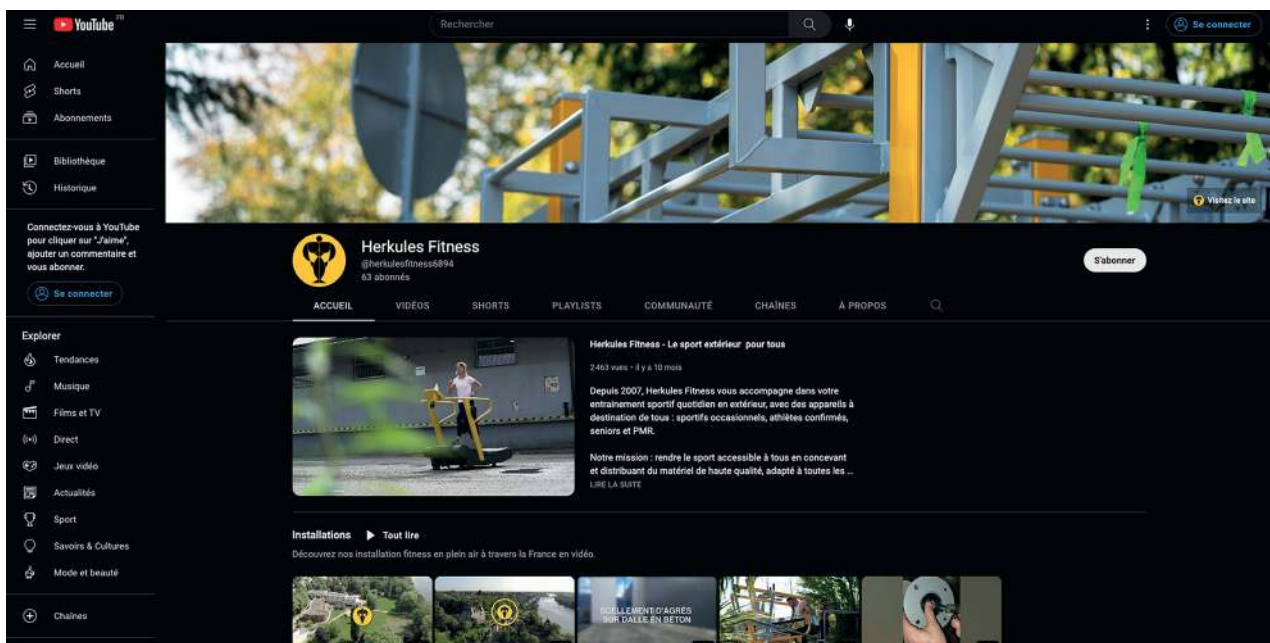 YouTube FR
Rechercher
Se connecter
Accueil
Shorts
Abonnements
Bibliothèque
Historique
Connectez-vous à YouTube
pour cliquer sur "J'aime",
ajouter un commentaire et
vous abonner.
Se connecter
Explorer
Tendances
Musique
Films et TV
Direct
Jeux vidéo
Actualités
Sport
Savoirs & Cultures
Mode et beauté
Chaînes
Visitez le site
Herkules Fitness
@herkulesfitness6894
63 abonnés
S'abonner
ACCUEIL VIDÉOS SHORTS PLAYLISTS COMMUNAUTÉ CHAÎNES À PROPOS
Herkules Fitness - Le sport extérieur pour tous
2 463 vues • il y a 10 mois
Depuis 2007, Herkules Fitness vous accompagne dans votre
entrainement sportif quotidien en extérieur, avec des appareils à
destination de tous : sportifs occasionnels, athlètes confirmés,
seniors et PMR.
Notre mission : rendre le sport accessible à tous en concevant
et distribuant du matériel de haute qualité, adapté à toutes les ...
LIRE LA SUITE
Installations Tout lire
Découvrez nos installation fitness en plein air à travers la France en vidéo.
SCELLEMENT D'AGRÈS
SUR DALLE EN BÉTON